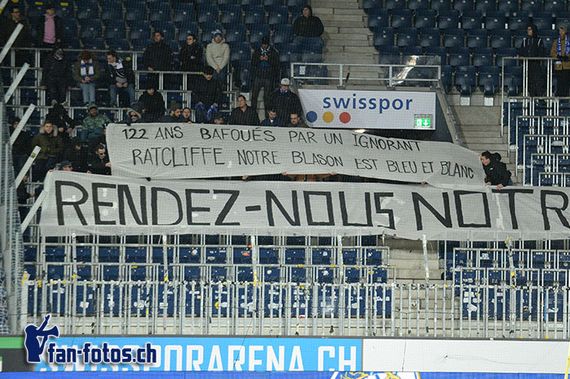 swisspor
122 ANS BAFOUÉS PAR UN IGNORANT
RATCLIFFE NOTRE BLASON EST BLEU ET BLANC
RENDEZ-NOUS NOTR
fan-fotos.ch
SWISSPORARENA.CH